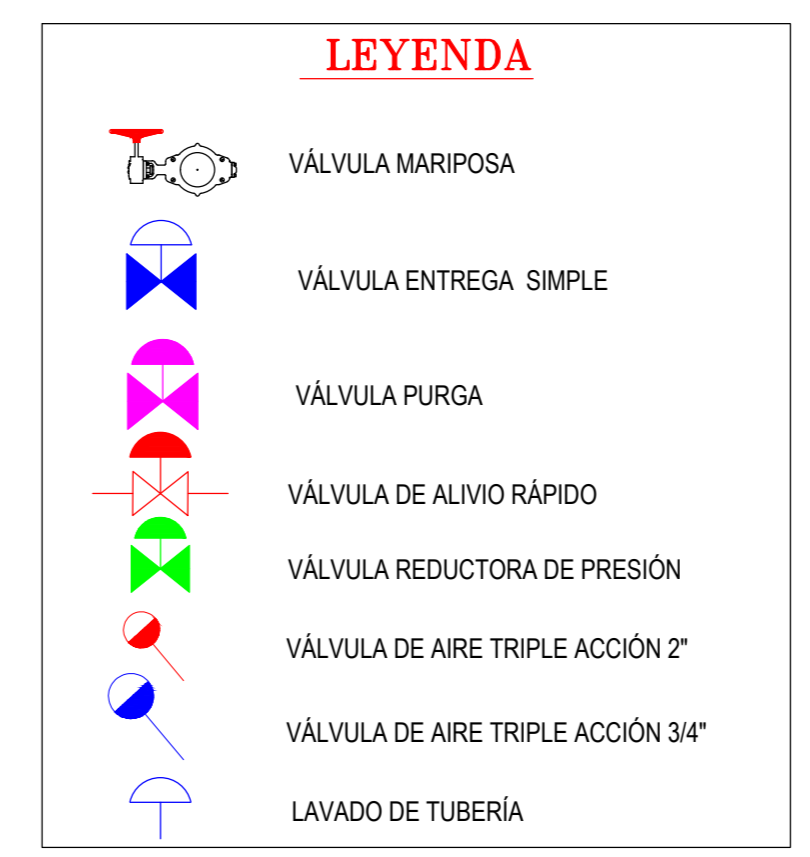 LEYENDA
VÁLVULA MARIPOSA
VÁLVULA ENTREGA SIMPLE
VÁLVULA PURGA
VÁLVULA DE ALIVIO RÁPIDO
VÁLVULA REDUCTORA DE PRESIÓN
VÁLVULA DE AIRE TRIPLE ACCIÓN 2"
VÁLVULA DE AIRE TRIPLE ACCIÓN 3/4"
LAVADO DE TUBERÍA